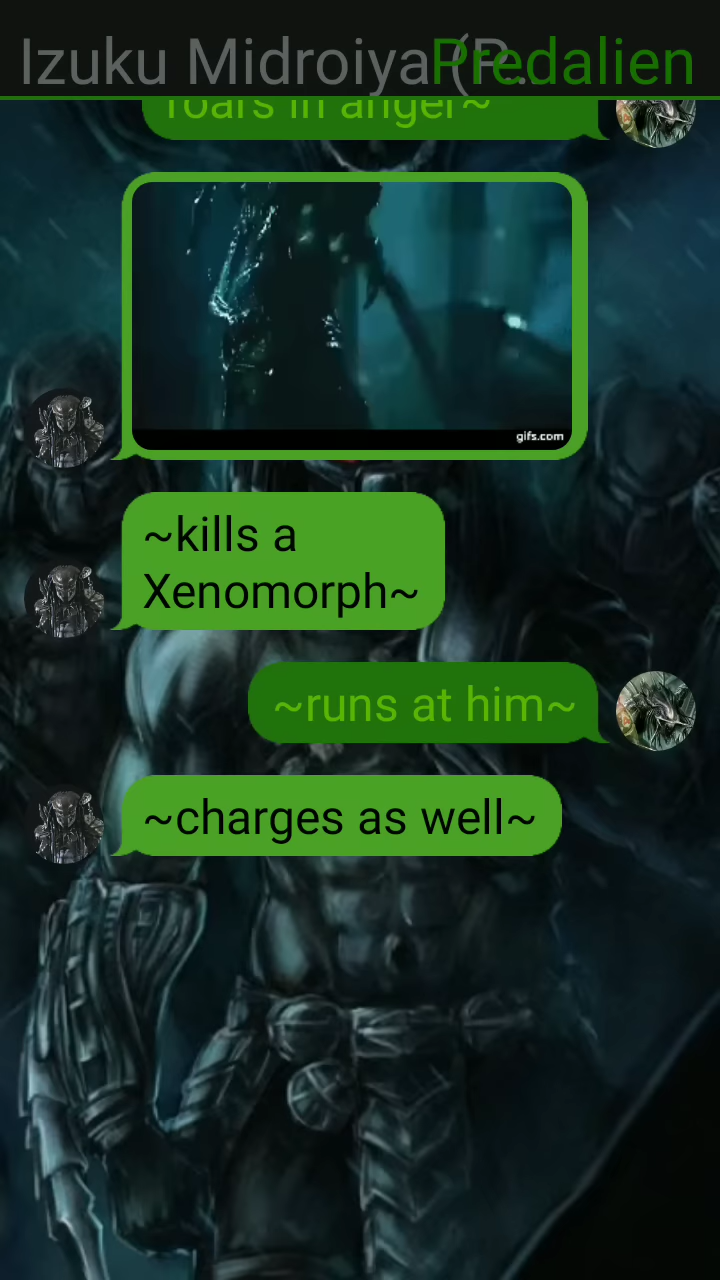 Izuku Midroiya (P... Predalien
roars in anger~
gifs.com
~kills a
Xenomorph~
~runs at him~
~charges as well~